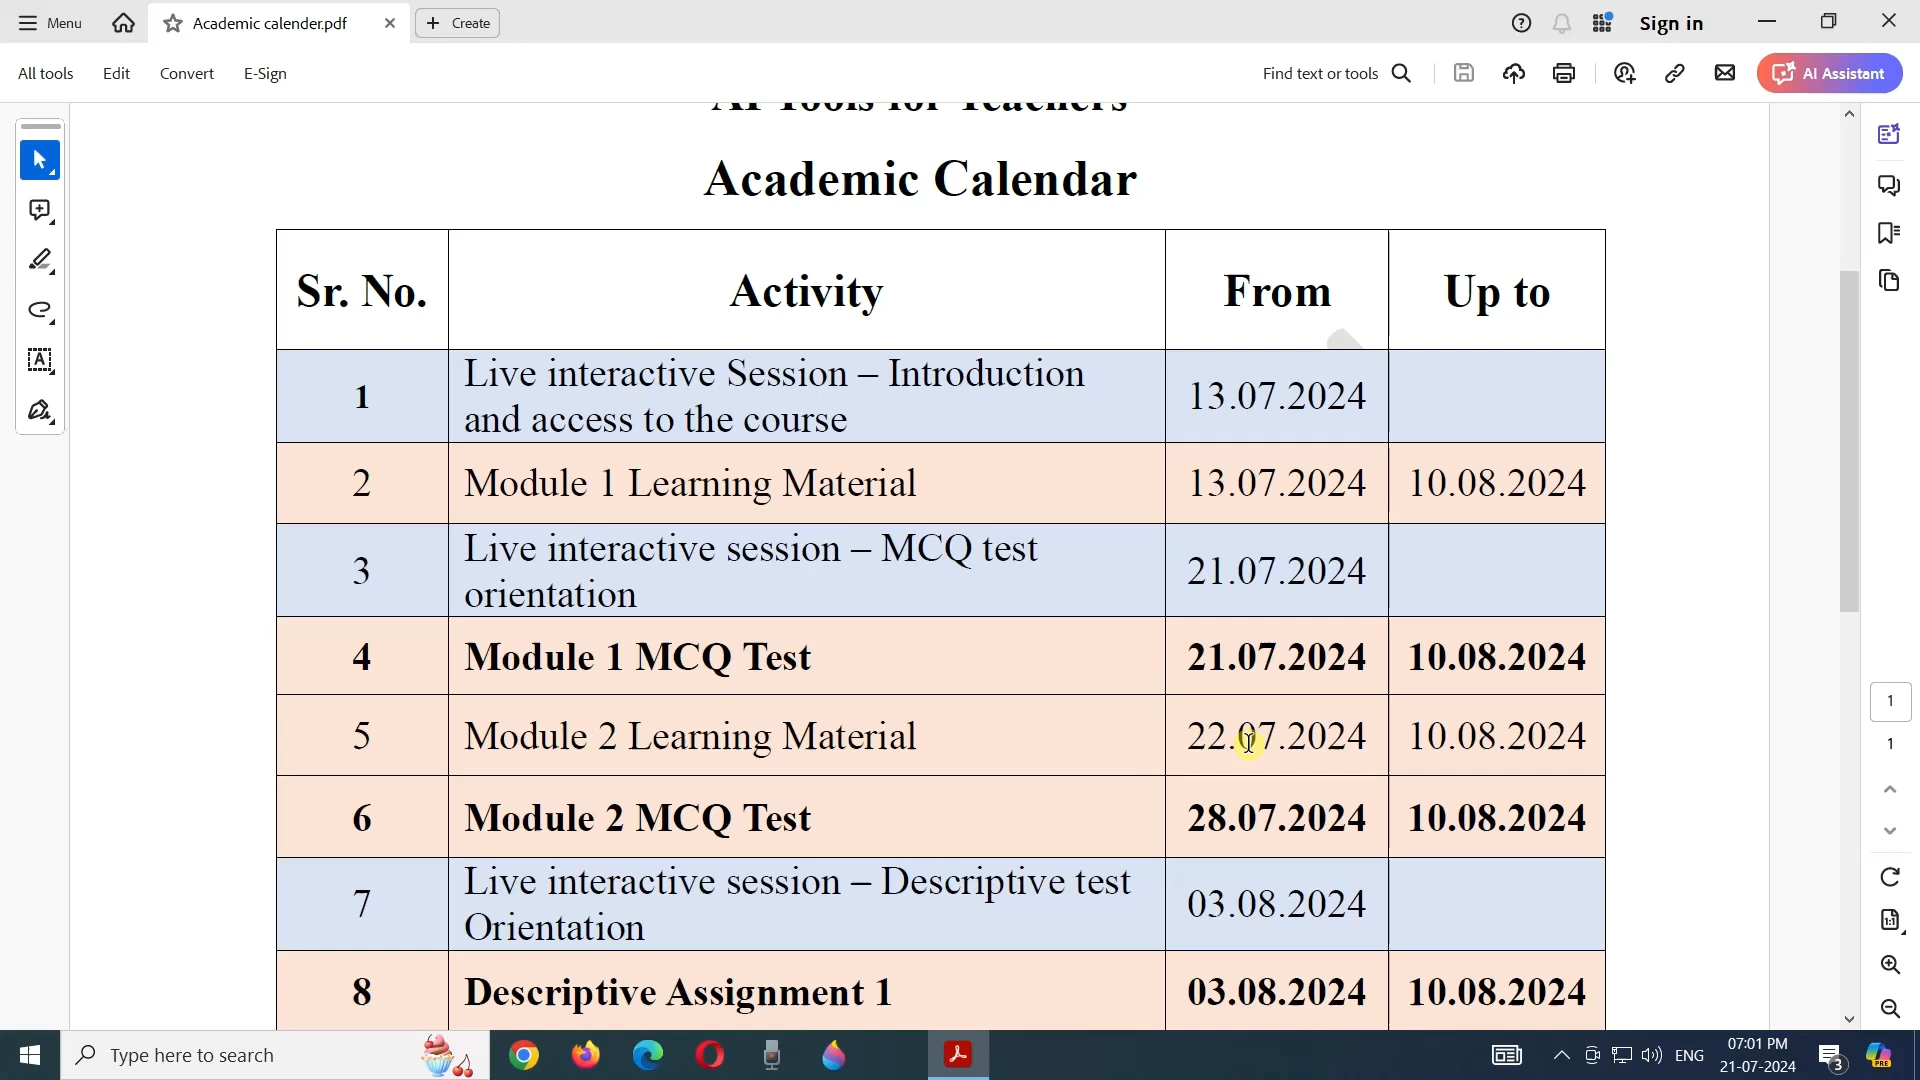 Menu
Academic calender.pdf
Create
Sign in
All tools
Edit
Convert
E-Sign
Find text or tools
AI Assistant
AI Tools for Teachers
Academic Calendar
Sr. No. Activity From Up to
1 Live interactive Session – Introduction and access to the course 13.07.2024
2 Module 1 Learning Material 13.07.2024 10.08.2024
3 Live interactive session – MCQ test orientation 21.07.2024
4 Module 1 MCQ Test 21.07.2024 10.08.2024
5 Module 2 Learning Material 22.07.2024 10.08.2024
6 Module 2 MCQ Test 28.07.2024 10.08.2024
7 Live interactive session – Descriptive test Orientation 03.08.2024
8 Descriptive Assignment 1 03.08.2024 10.08.2024
1
1
Type here to search
ENG
07:01 PM
21-07-2024
3
PRE